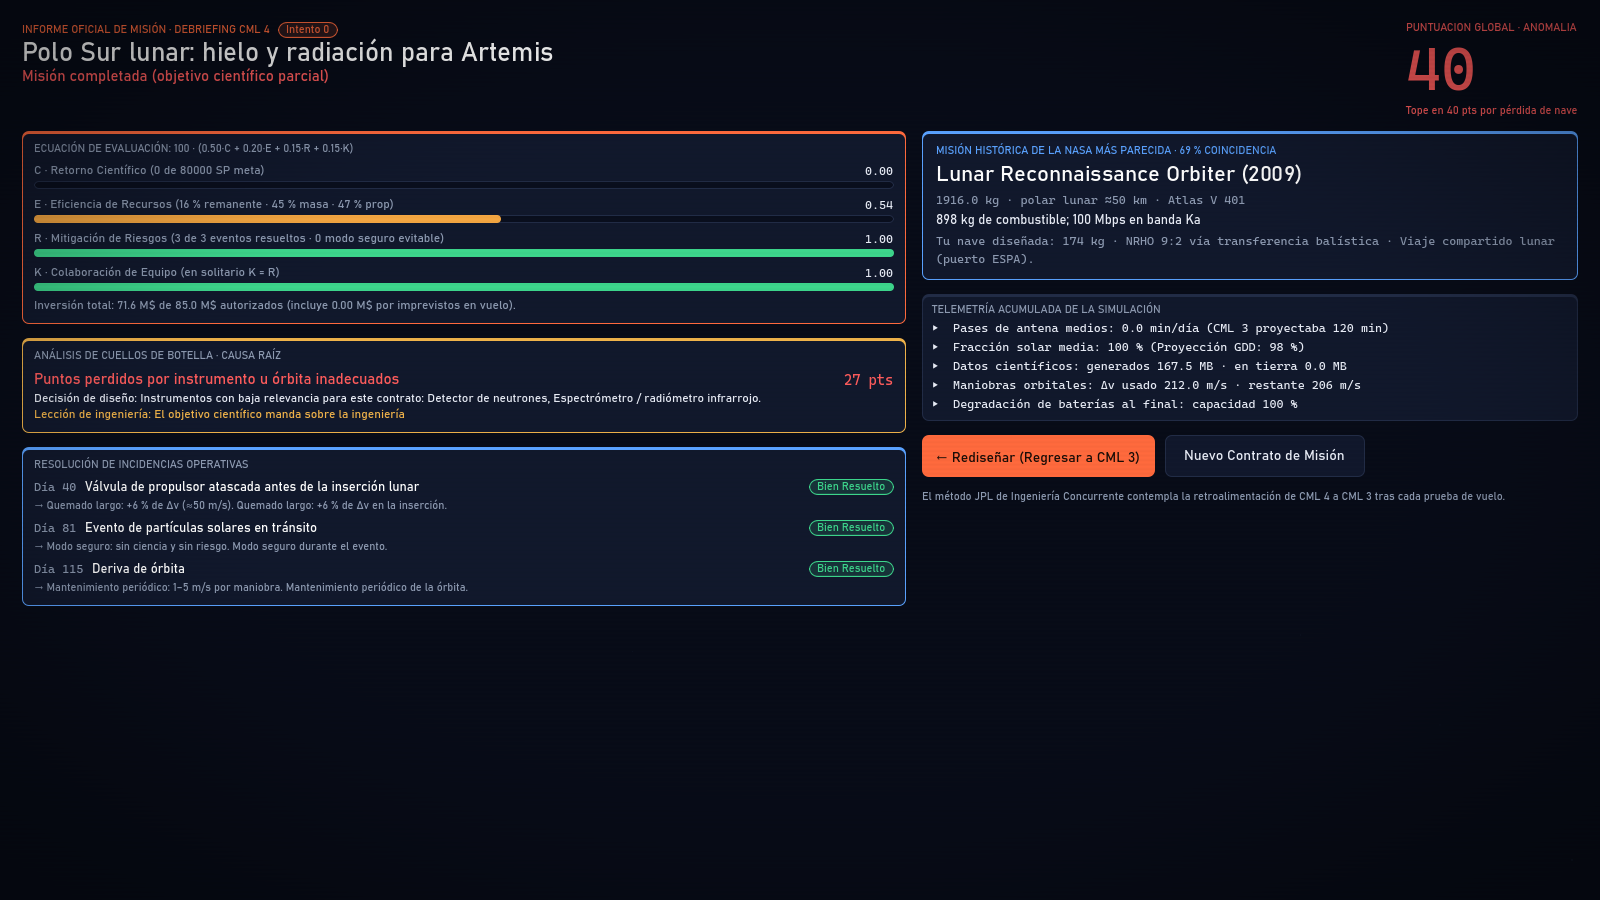 INFORME OFICIAL DE MISIÓN · DEBRIEFING CML 4 Intento 0
Polo Sur lunar: hielo y radiación para Artemis
Misión completada (objetivo científico parcial)
PUNTUACION GLOBAL · ANOMALIA
40
Tope en 40 pts por pérdida de nave
ECUACIÓN DE EVALUACIÓN: 100 · (0.50·C + 0.20·E + 0.15·R + 0.15·K)
C · Retorno Científico (0 de 80000 SP meta) 0.00
E · Eficiencia de Recursos (16 % remanente · 45 % masa · 47 % prop) 0.54
R · Mitigación de Riesgos (3 de 3 eventos resueltos · 0 modo seguro evitable) 1.00
K · Colaboración de Equipo (en solitario K = R) 1.00
Inversión total: 71.6 M$ de 85.0 M$ autorizados (incluye 0.00 M$ por imprevistos en vuelo).
ANÁLISIS DE CUELLOS DE BOTELLA · CAUSA RAÍZ
Puntos perdidos por instrumento u órbita inadecuados 27 pts
Decisión de diseño: Instrumentos con baja relevancia para este contrato: Detector de neutrones, Espectrómetro / radiómetro infrarrojo.
Lección de ingeniería: El objetivo científico manda sobre la ingeniería
RESOLUCIÓN DE INCIDENCIAS OPERATIVAS
Día 40 Válvula de propulsor atascada antes de la inserción lunar Bien Resuelto
→ Quemado largo: +6 % de Δv (≈50 m/s). Quemado largo: +6 % de Δv en la inserción.
Día 81 Evento de partículas solares en tránsito Bien Resuelto
→ Modo seguro: sin ciencia y sin riesgo. Modo seguro durante el evento.
Día 115 Deriva de órbita Bien Resuelto
→ Mantenimiento periódico: 1–5 m/s por maniobra. Mantenimiento periódico de la órbita.
MISIÓN HISTÓRICA DE LA NASA MÁS PARECIDA · 69 % COINCIDENCIA
Lunar Reconnaissance Orbiter (2009)
1916.0 kg · polar lunar ≈50 km · Atlas V 401
898 kg de combustible; 100 Mbps en banda Ka
Tu nave diseñada: 174 kg · NRHO 9:2 vía transferencia balística · Viaje compartido lunar
(puerto ESPA).
TELEMETRÍA ACUMULADA DE LA SIMULACIÓN
▸ Pases de antena medios: 0.0 min/día (CML 3 proyectaba 120 min)
▸ Fracción solar media: 100 % (Proyección GDD: 98 %)
▸ Datos científicos: generados 167.5 MB · en tierra 0.0 MB
▸ Maniobras orbitales: Δv usado 212.0 m/s · restante 206 m/s
▸ Degradación de baterías al final: capacidad 100 %
← Rediseñar (Regresar a CML 3)
Nuevo Contrato de Misión
El método JPL de Ingeniería Concurrente contempla la retroalimentación de CML 4 a CML 3 tras cada prueba de vuelo.